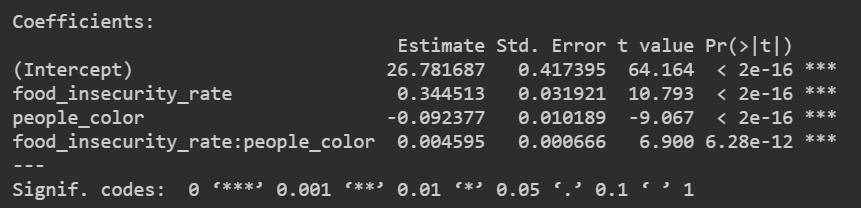 Coefficients:
                               Estimate Std. Error t value Pr(>|t|)
(Intercept)                   26.781687   0.417395  64.164  < 2e-16 ***
food_insecurity_rate           0.344513   0.031921  10.793  < 2e-16 ***
people_color                  -0.092377   0.010189  -9.067  < 2e-16 ***
food_insecurity_rate:people_color  0.004595   0.000666   6.900 6.28e-12 ***
---
Signif. codes:  0 ‘***’ 0.001 ‘**’ 0.01 ‘*’ 0.05 ‘.’ 0.1 ‘ ’ 1